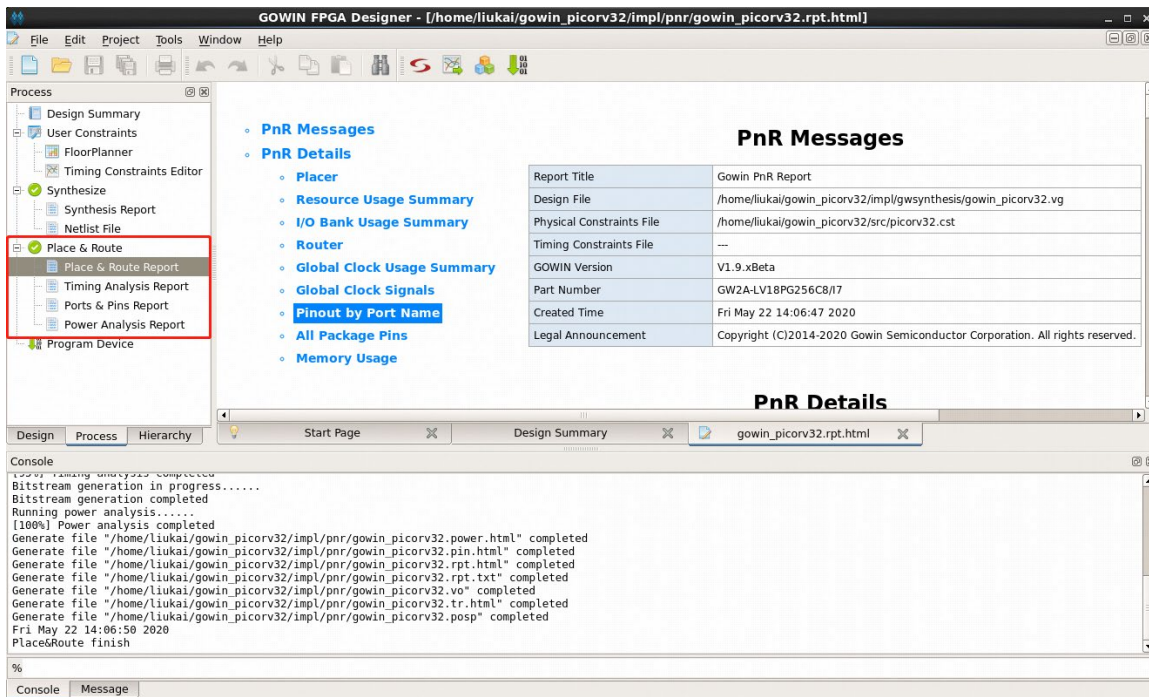 GOWIN FPGA Designer - [/home/liukai/gowin_picorv32/impl/pnr/gowin_picorv32.rpt.html]
File Edit Project Tools Window Help
Process
Design Summary
User Constraints
FloorPlanner
Timing Constraints Editor
Synthesize
Synthesis Report
Netlist File
Place & Route
Place & Route Report
Timing Analysis Report
Ports & Pins Report
Power Analysis Report
Program Device
Design Process Hierarchy
PnR Messages
PnR Details
Placer
Resource Usage Summary
I/O Bank Usage Summary
Router
Global Clock Usage Summary
Global Clock Signals
Pinout by Port Name
All Package Pins
Memory Usage
PnR Messages
Report Title Gowin PnR Report
Design File /home/liukai/gowin_picorv32/impl/gwsynthesis/gowin_picorv32.vg
Physical Constraints File /home/liukai/gowin_picorv32/src/picorv32.cst
Timing Constraints File ---
GOWIN Version V1.9.xBeta
Part Number GW2A-LV18PG256C8/I7
Created Time Fri May 22 14:06:47 2020
Legal Announcement Copyright (C)2014-2020 Gowin Semiconductor Corporation. All rights reserved.
PnR Details
Start Page Design Summary gowin_picorv32.rpt.html
Console
[95%] Timing analysis completed
Bitstream generation in progress......
Bitstream generation completed
Running power analysis......
[100%] Power analysis completed
Generate file "/home/liukai/gowin_picorv32/impl/pnr/gowin_picorv32.power.html" completed
Generate file "/home/liukai/gowin_picorv32/impl/pnr/gowin_picorv32.pin.html" completed
Generate file "/home/liukai/gowin_picorv32/impl/pnr/gowin_picorv32.rpt.html" completed
Generate file "/home/liukai/gowin_picorv32/impl/pnr/gowin_picorv32.rpt.txt" completed
Generate file "/home/liukai/gowin_picorv32/impl/pnr/gowin_picorv32.vo" completed
Generate file "/home/liukai/gowin_picorv32/impl/pnr/gowin_picorv32.tr.html" completed
Generate file "/home/liukai/gowin_picorv32/impl/pnr/gowin_picorv32.posp" completed
Fri May 22 14:06:50 2020
Place&Route finish
%
Console Message